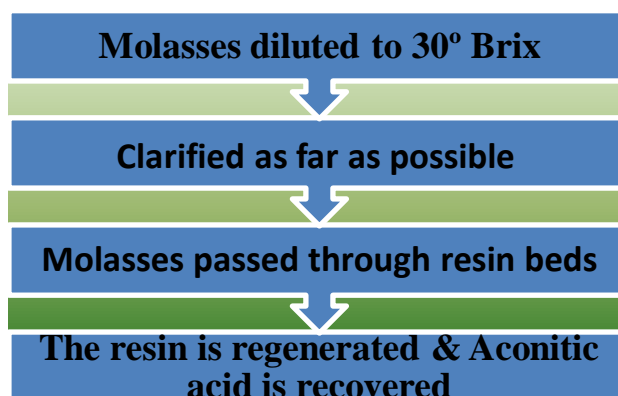 Molasses diluted to 30º Brix
Clarified as far as possible
Molasses passed through resin beds
The resin is regenerated & Aconitic
acid is recovered